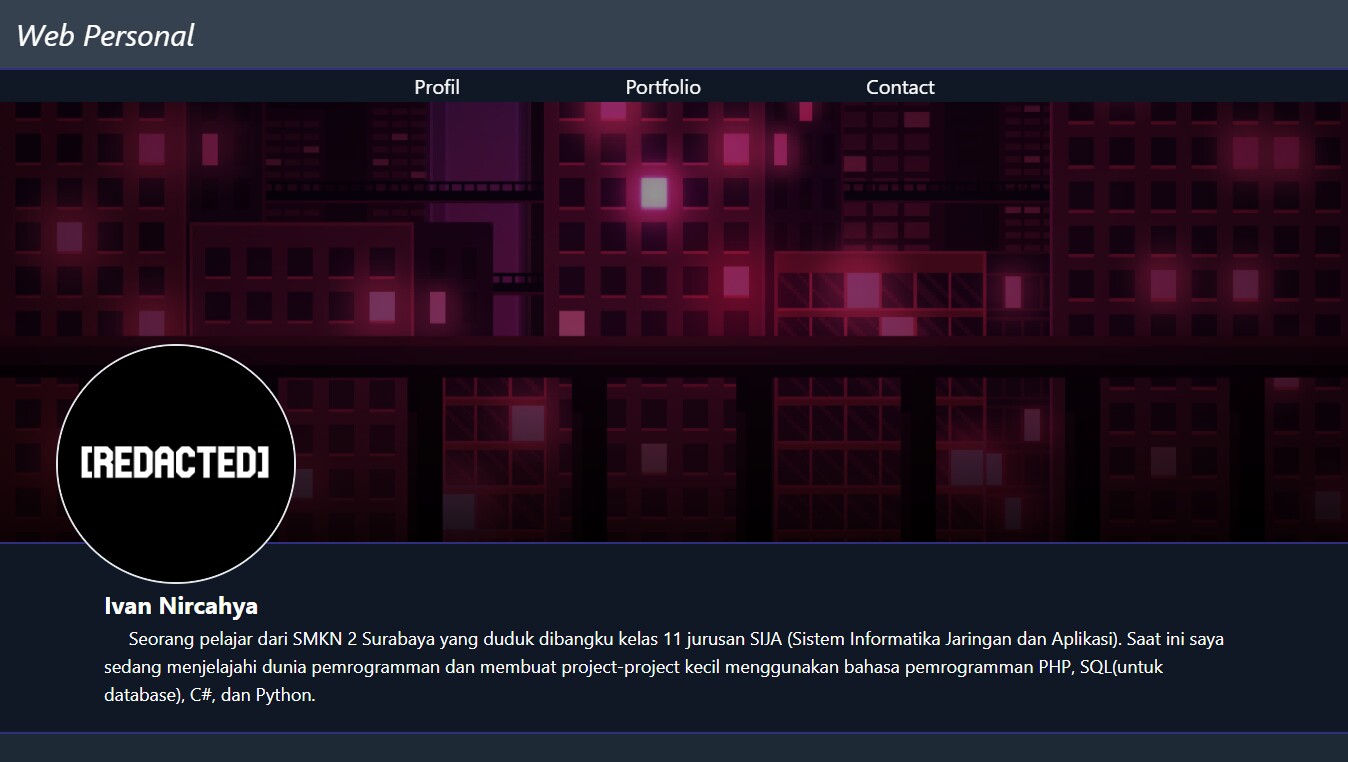 Web Personal
Profil Portfolio Contact
[REDACTED]
Ivan Nircahya
Seorang pelajar dari SMKN 2 Surabaya yang duduk dibangku kelas 11 jurusan SIJA (Sistem Informatika Jaringan dan Aplikasi). Saat ini saya
sedang menjelajahi dunia pemrogramman dan membuat project-project kecil menggunakan bahasa pemrogramman PHP, SQL(untuk
database), C#, dan Python.